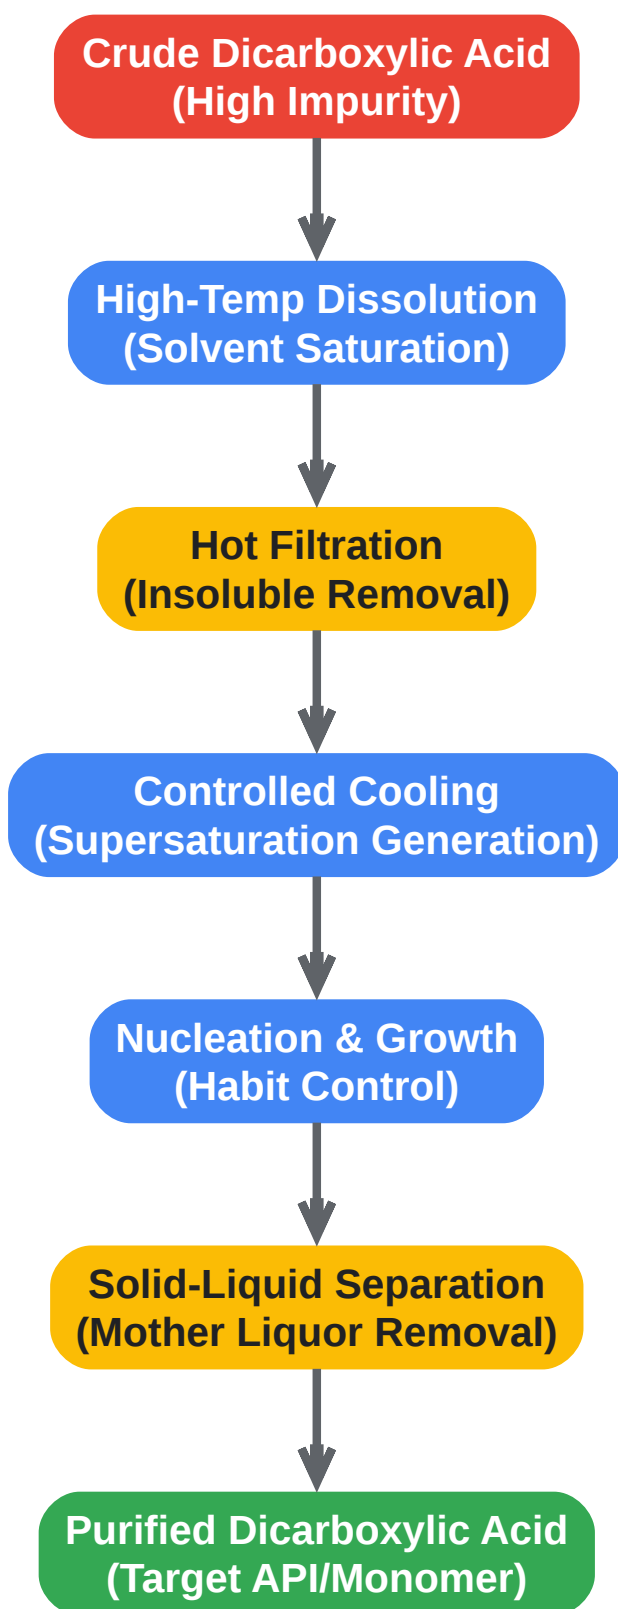 Crude Dicarboxylic Acid
(High Impurity)
High-Temp Dissolution
(Solvent Saturation)
Hot Filtration
(Insoluble Removal)
Controlled Cooling
(Supersaturation Generation)
Nucleation & Growth
(Habit Control)
Solid-Liquid Separation
(Mother Liquor Removal)
Purified Dicarboxylic Acid
(Target API/Monomer)